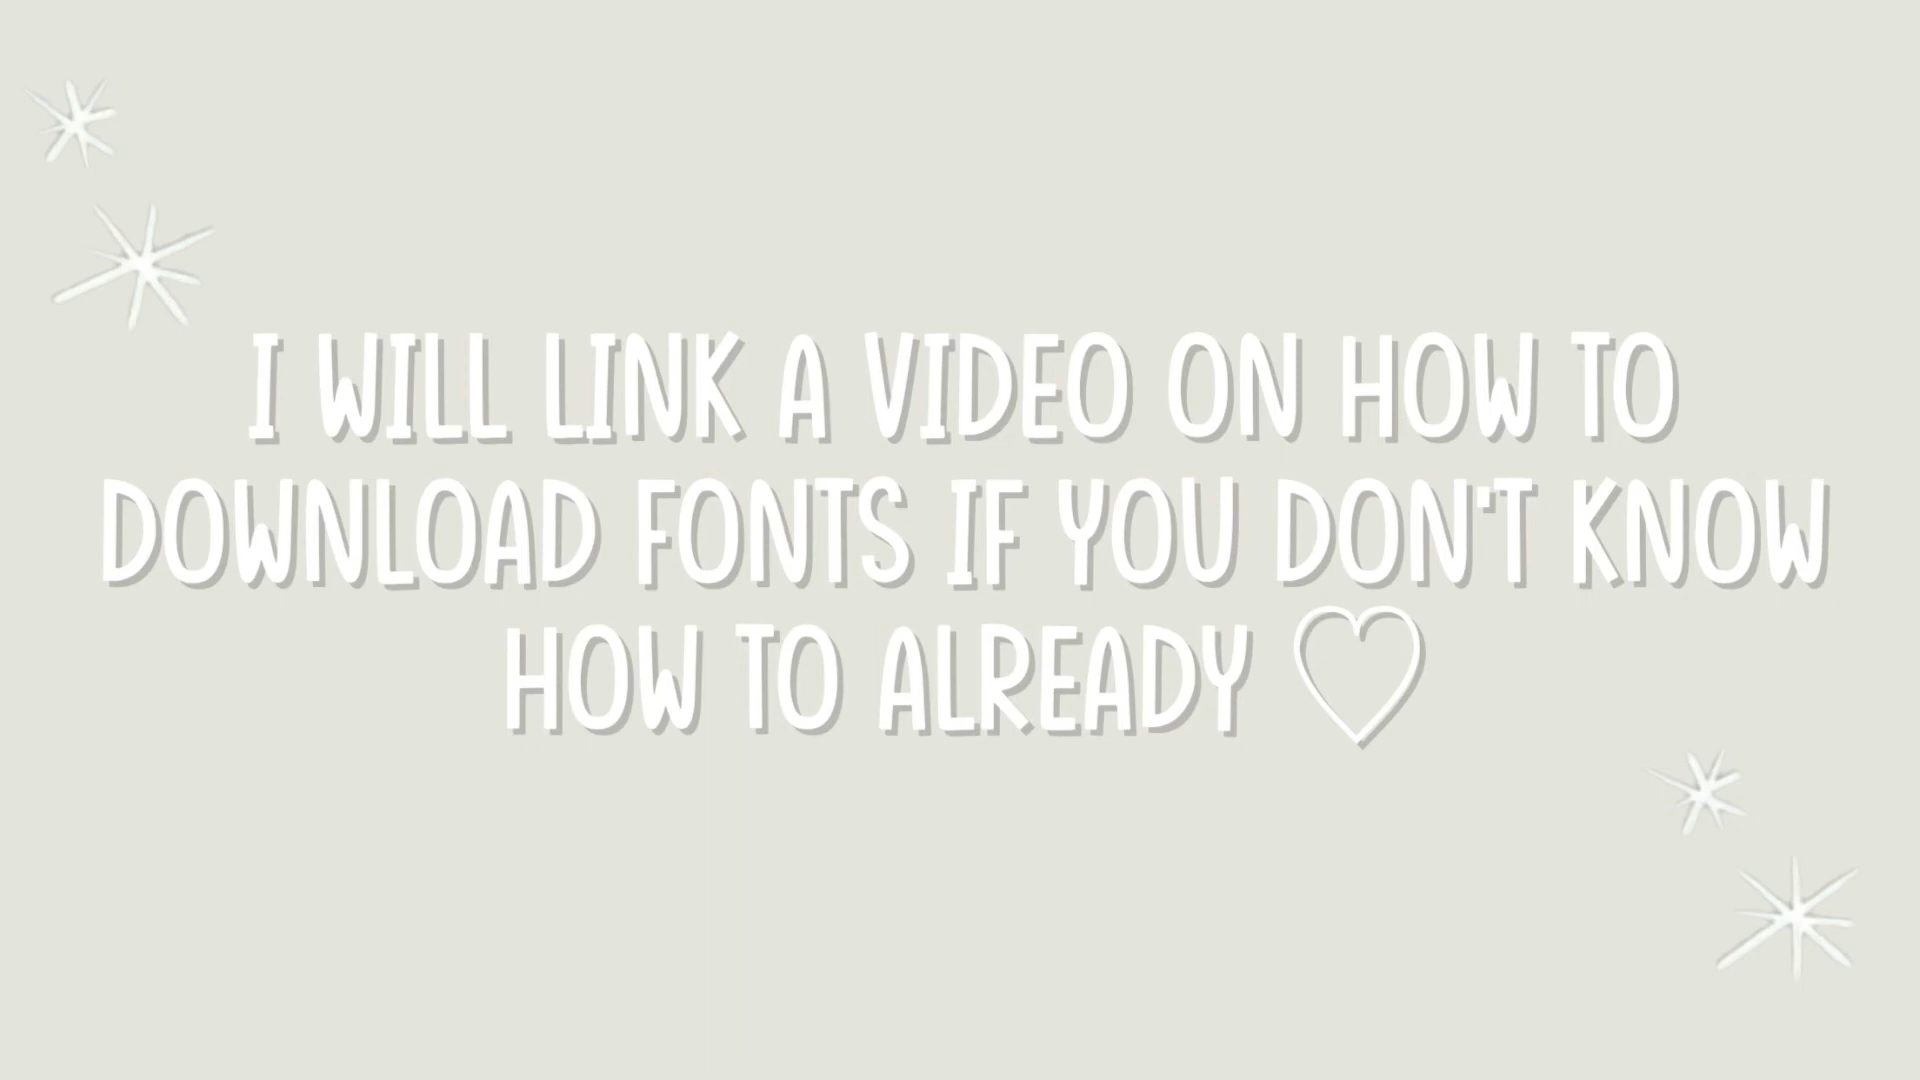 I WILL LINK A VIDEO ON HOW TO
DOWNLOAD FONTS IF YOU DON'T KNOW
HOW TO ALREADY ♡